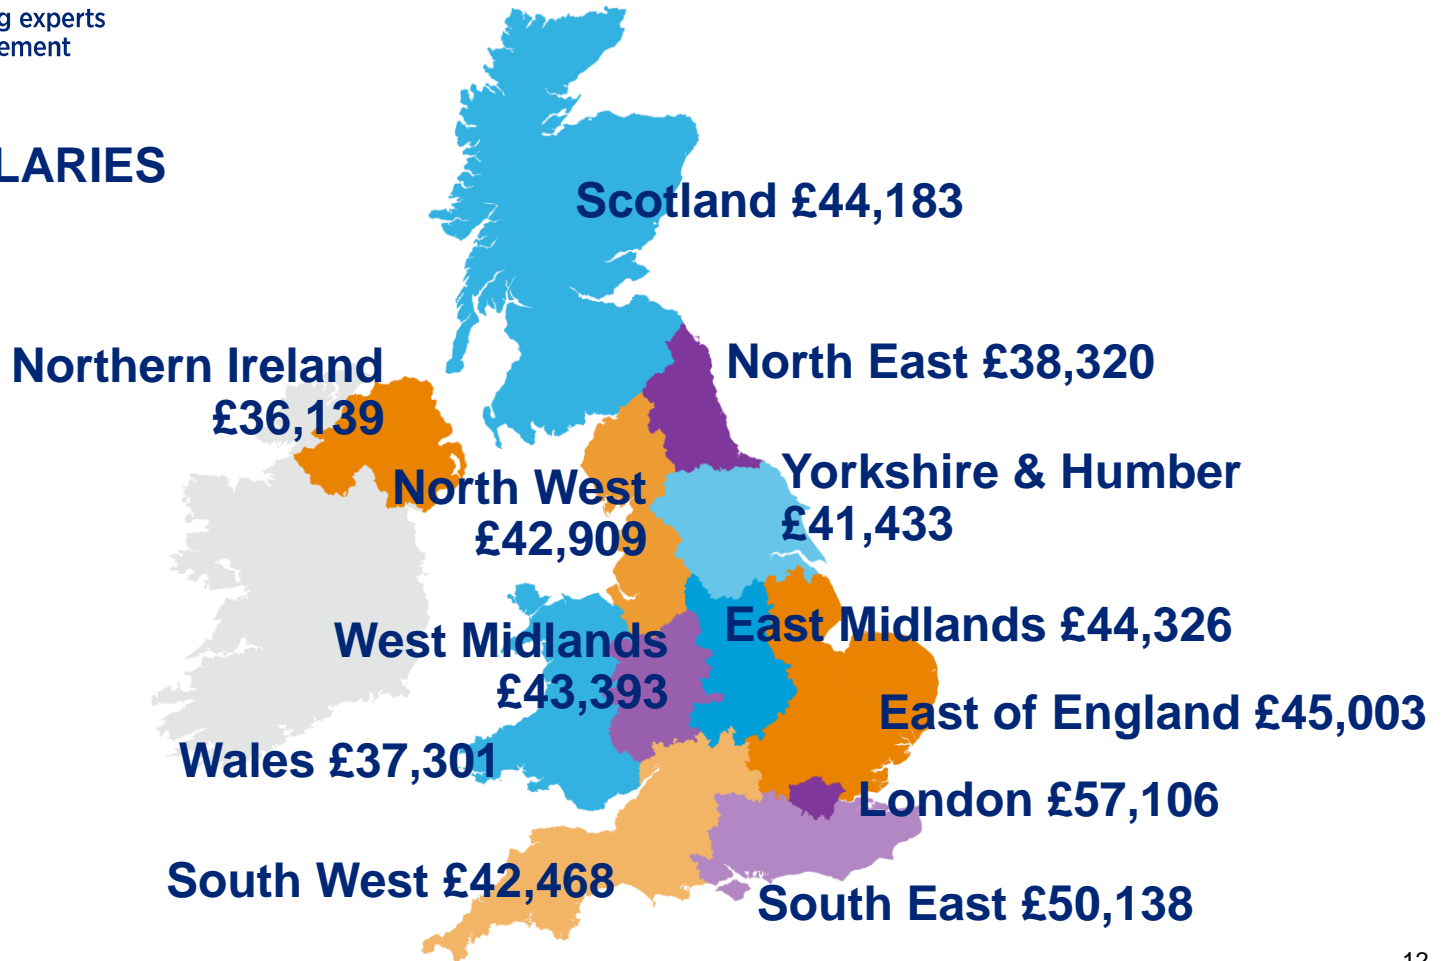 g experts
ement
LARIES
Scotland £44,183
Northern Ireland
£36,139
North East £38,320
North West
£42,909
Yorkshire & Humber
£41,433
West Midlands
£43,393
East Midlands £44,326
East of England £45,003
Wales £37,301
London £57,106
South West £42,468
South East £50,138
12